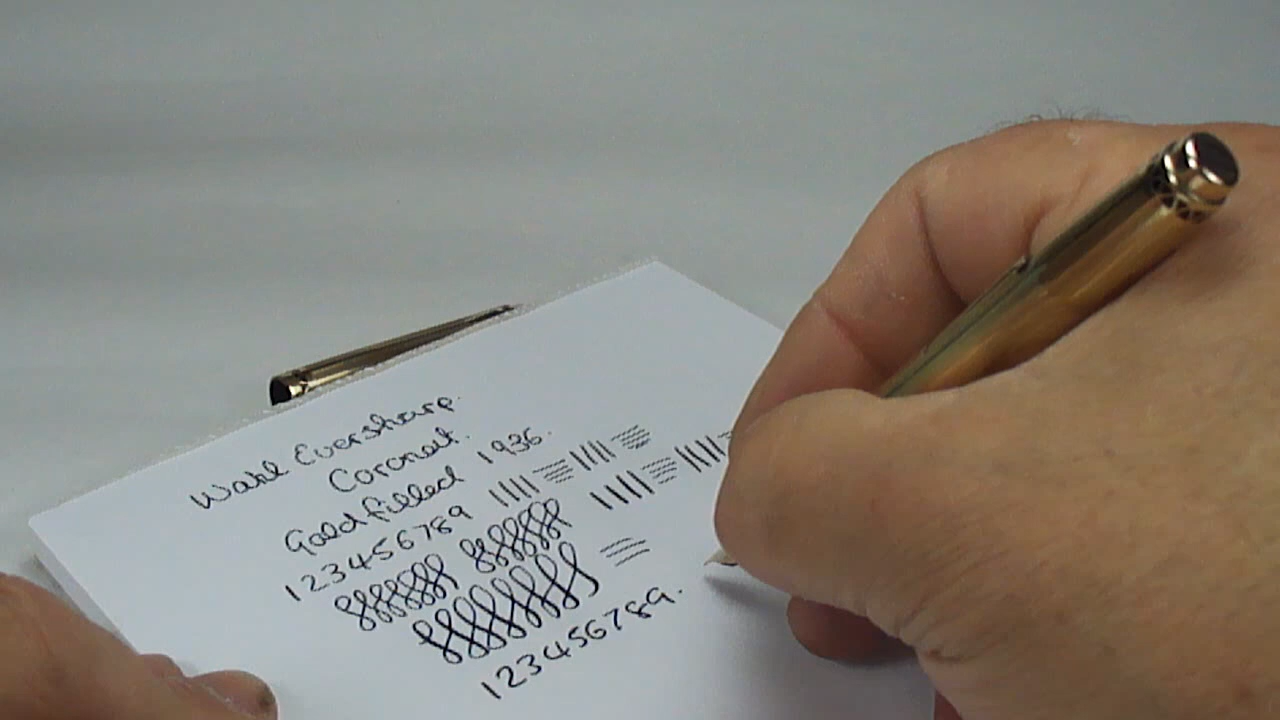 Wahl Eversharp.
Coronet.
Gold filled 1936.
123456789
123456789.